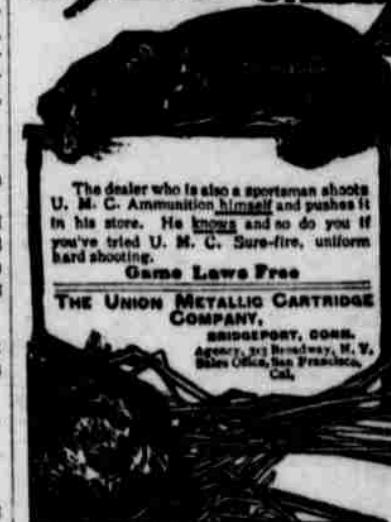 The dealer who is also a sportsman shoots
U. M. C. Ammunition himself and pushes it
in his store. He knows and so do you if
you've tried U. M. C. Sure-fire, uniform
hard shooting.
Game Laws Free
THE UNION METALLIC CARTRIDGE
COMPANY,
BRIDGEPORT, CONN.
Agency, 313 Broadway, N. Y.
Sales Office, San Francisco,
Cal.